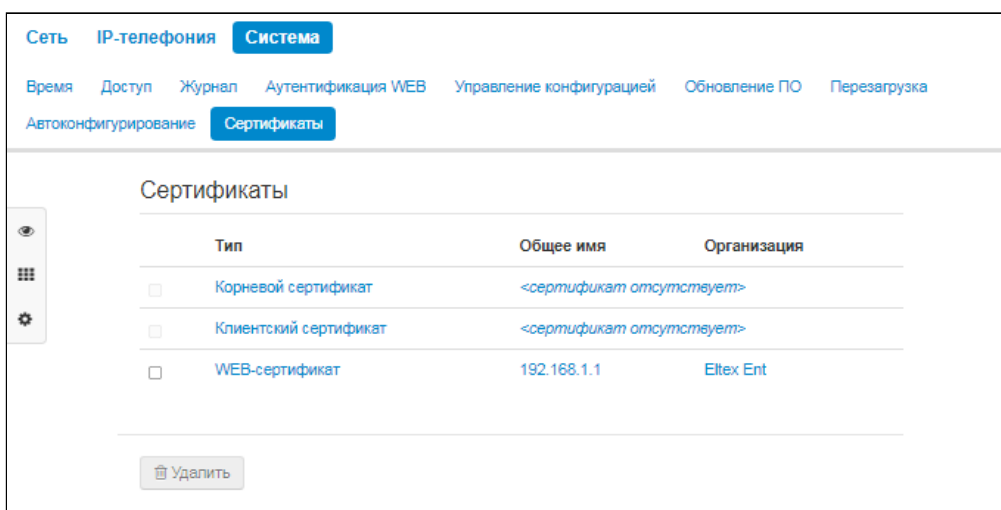 Сеть IP-телефония Система
Время Доступ Журнал Аутентификация WEB Управление конфигурацией Обновление ПО Перезагрузка
Автоконфигурирование Сертификаты
Сертификаты
Тип Общее имя Организация
Корневой сертификат <сертификат отсутствует>
Клиентский сертификат <сертификат отсутствует>
WEB-сертификат 192.168.1.1 Eltex Ent
Удалить